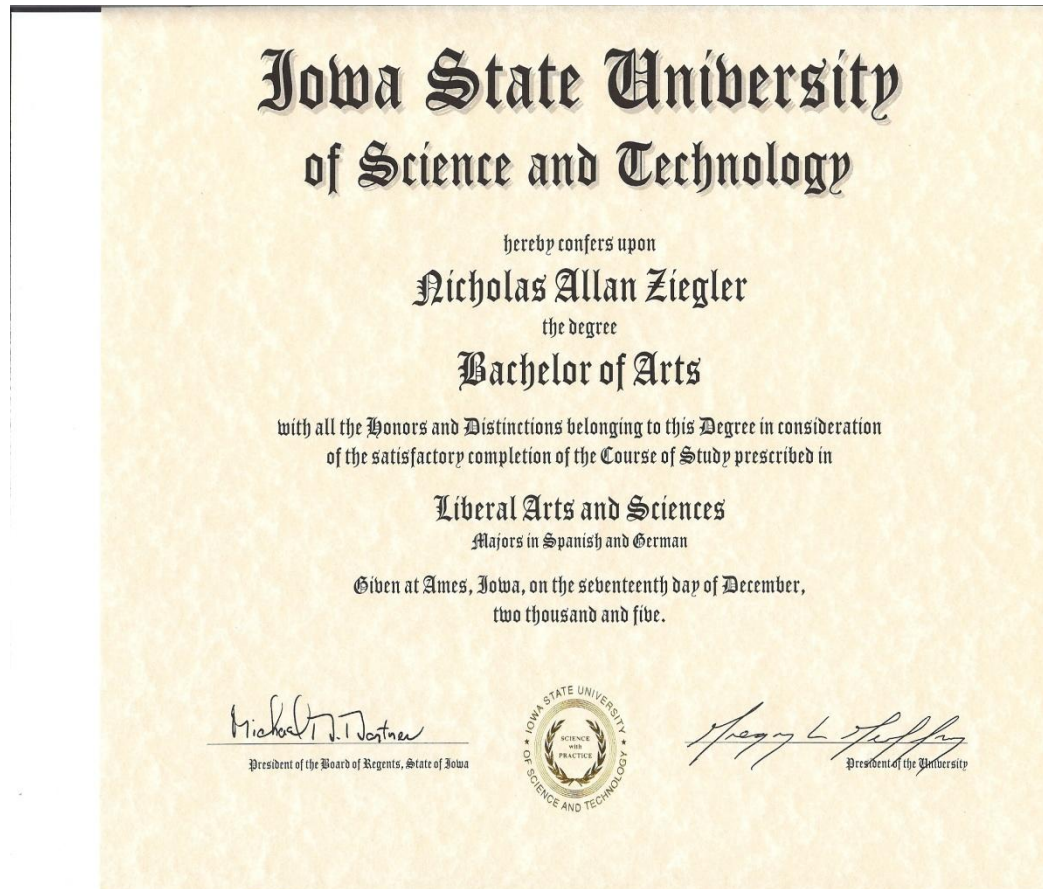 Iowa State University
of Science and Technology
hereby confers upon
Nicholas Allan Ziegler
the degree
Bachelor of Arts
with all the Honors and Distinctions belonging to this Degree in consideration
of the satisfactory completion of the Course of Study prescribed in
Liberal Arts and Sciences
Majors in Spanish and German
Given at Ames, Iowa, on the seventeenth day of December,
two thousand and five.
President of the Board of Regents, State of Iowa
IOWA STATE UNIVERSITY
SCIENCE
with
PRACTICE
OF SCIENCE AND TECHNOLOGY
President of the University